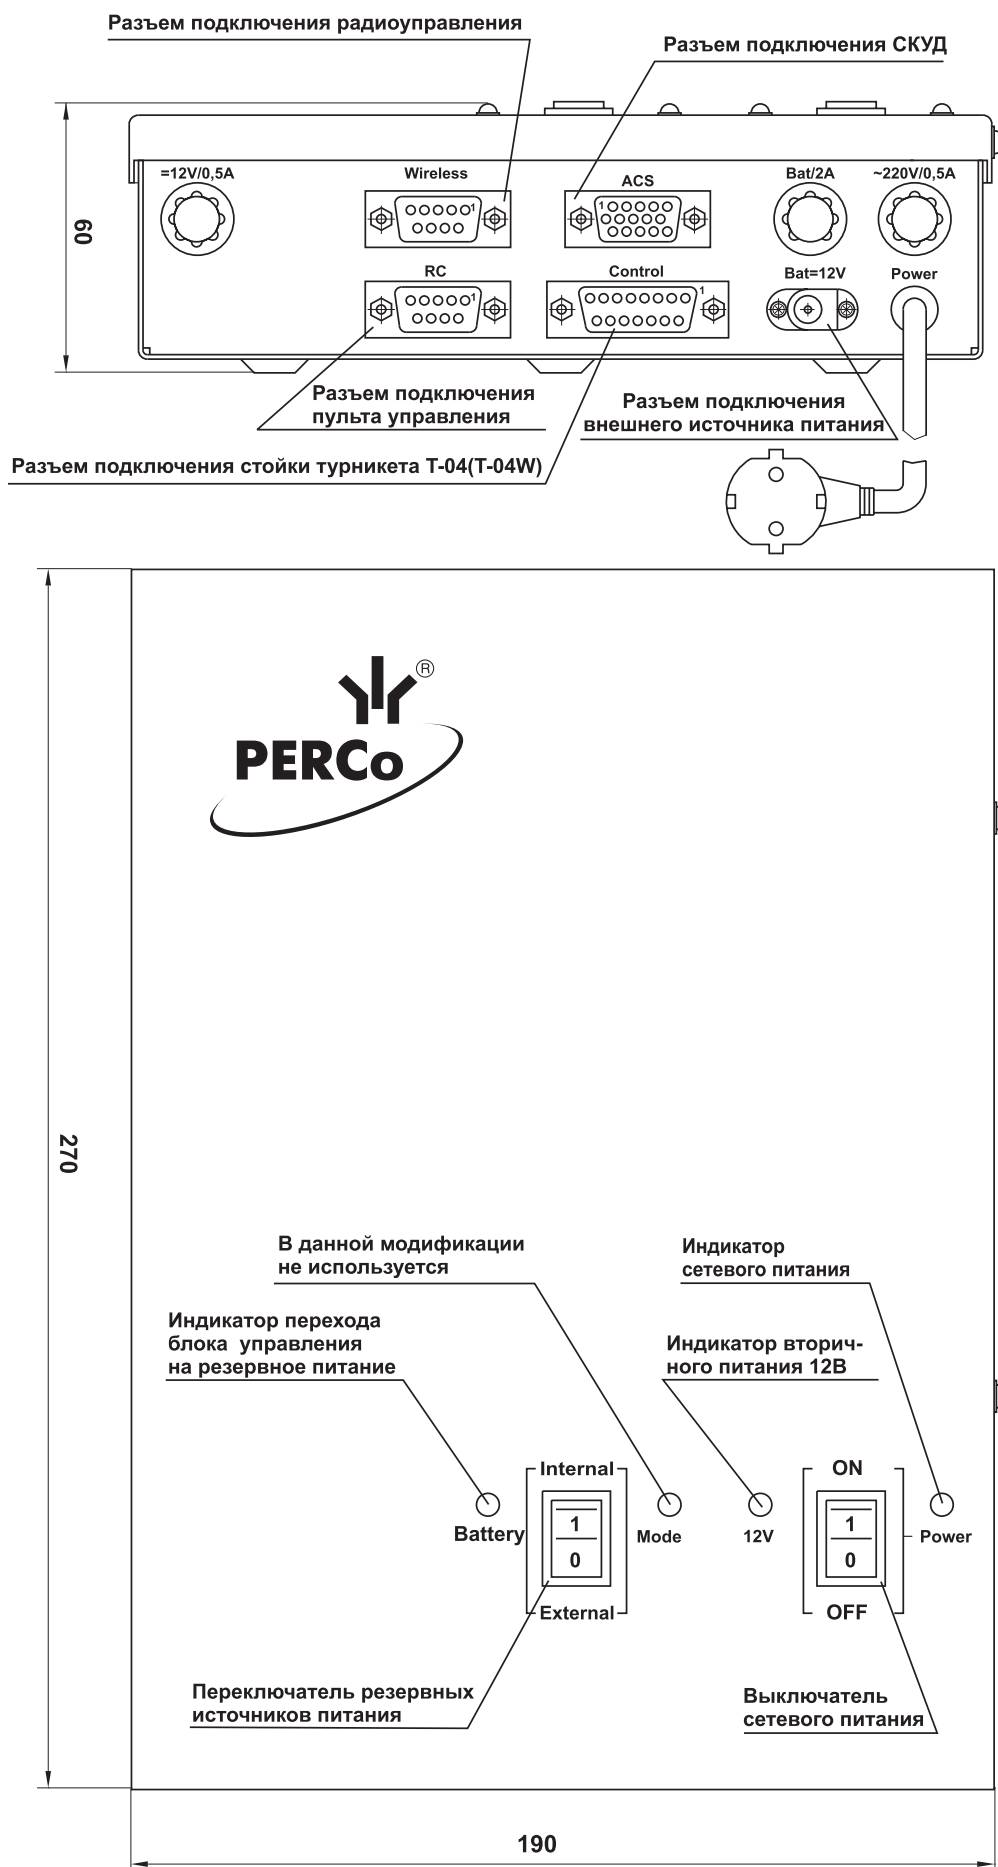 Разъем подключения радиоуправления
Разъем подключения СКУД
60
=12V/0,5A
Wireless
ACS
Bat/2A
~220V/0,5A
1
1
RC
Control
Bat=12V
Power
1
1
Разъем подключения
пульта управления
Разъем подключения
внешнего источника питания
Разъем подключения стойки турникета Т-04(T-04W)
®
PERCo
270
В данной модификации
не используется
Индикатор
сетевого питания
Индикатор перехода
блока управления
на резервное питание
Индикатор вторич-
ного питания 12В
Internal
ON
1
0
1
0
Battery
Mode
12V
Power
External
OFF
Переключатель резервных
источников питания
Выключатель
сетевого питания
190